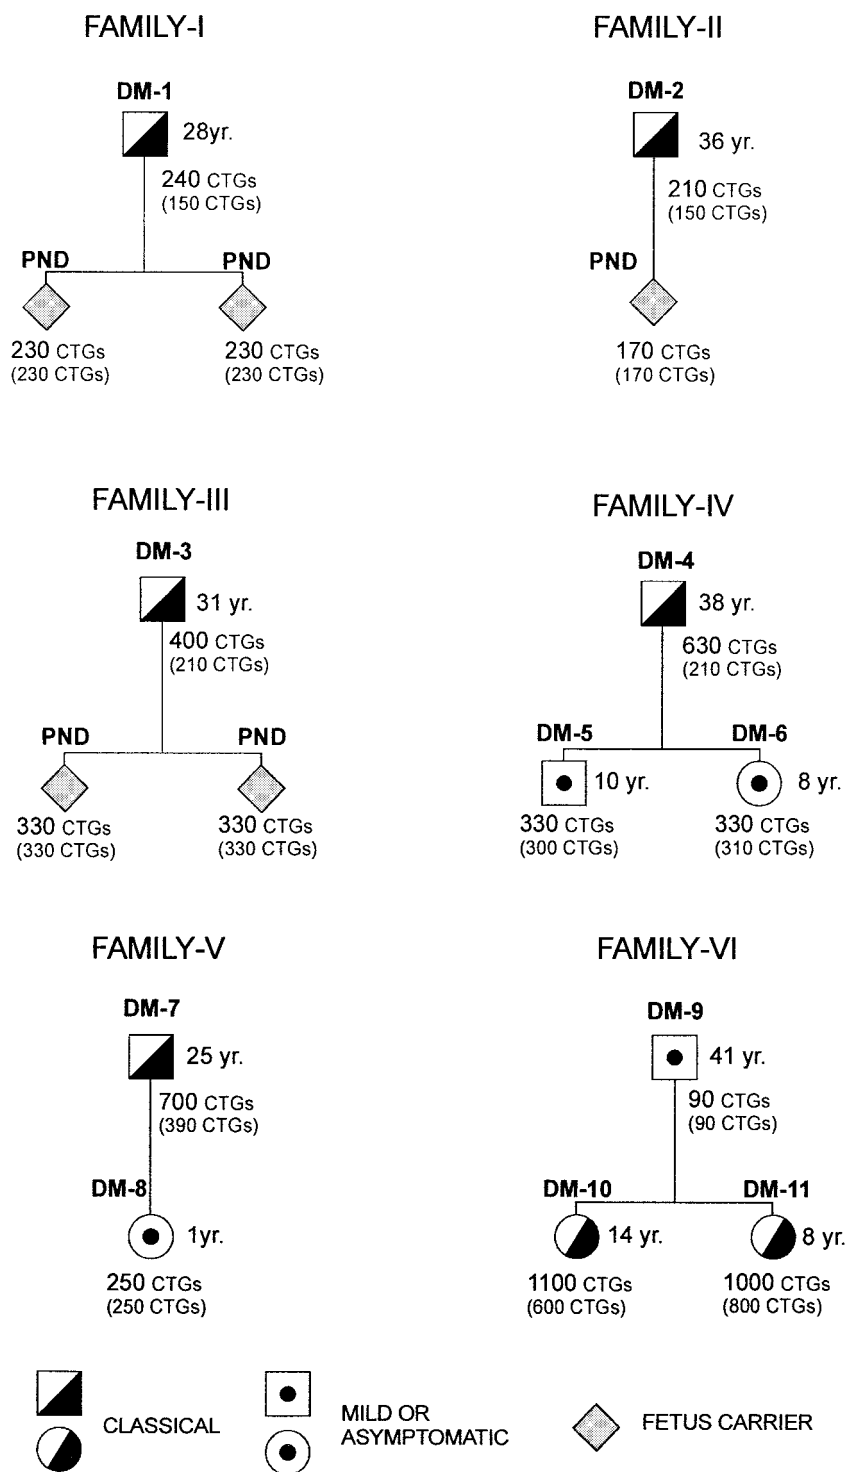 FAMILY-I
DM-1
28yr.
240 CTGs
(150 CTGs)
PND
PND
230 CTGs
(230 CTGs)
230 CTGs
(230 CTGs)
FAMILY-II
DM-2
36 yr.
210 CTGs
(150 CTGs)
PND
170 CTGs
(170 CTGs)
FAMILY-III
DM-3
31 yr.
400 CTGs
(210 CTGs)
PND
PND
330 CTGs
(330 CTGs)
330 CTGs
(330 CTGs)
FAMILY-IV
DM-4
38 yr.
630 CTGs
(210 CTGs)
DM-5
10 yr.
330 CTGs
(300 CTGs)
DM-6
8 yr.
330 CTGs
(310 CTGs)
FAMILY-V
DM-7
25 yr.
700 CTGs
(390 CTGs)
DM-8
1yr.
250 CTGs
(250 CTGs)
FAMILY-VI
DM-9
41 yr.
90 CTGs
(90 CTGs)
DM-10
14 yr.
1100 CTGs
(600 CTGs)
DM-11
8 yr.
1000 CTGs
(800 CTGs)
CLASSICAL
MILD OR
ASYMPTOMATIC
FETUS CARRIER